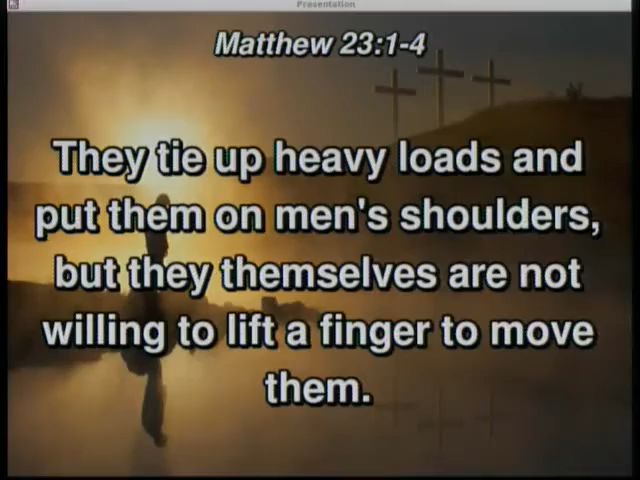 Presentation
Matthew 23:1-4
They tie up heavy loads and
put them on men's shoulders,
but they themselves are not
willing to lift a finger to move
them.